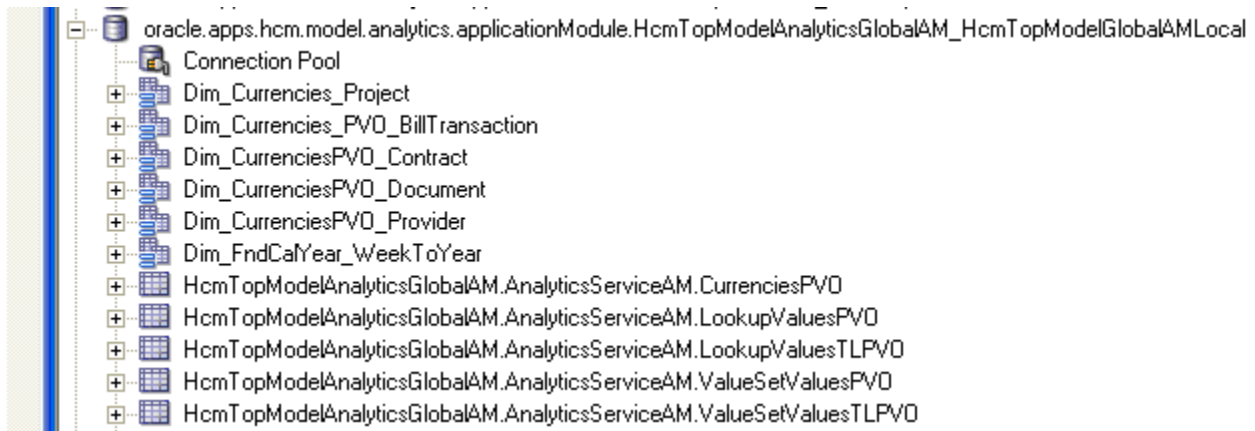 oracle.apps.hcm.model.analytics.applicationModule.HcmTopModelAnalyticsGlobalAM_HcmTopModelGlobalAMLocal
Connection Pool
Dim_Currencies_Project
Dim_Currencies_PVO_BillTransaction
Dim_CurrenciesPVO_Contract
Dim_CurrenciesPVO_Document
Dim_CurrenciesPVO_Provider
Dim_FndCalYear_WeekToYear
HcmTopModelAnalyticsGlobalAM.AnalyticsServiceAM.CurrenciesPVO
HcmTopModelAnalyticsGlobalAM.AnalyticsServiceAM.LookupValuesPVO
HcmTopModelAnalyticsGlobalAM.AnalyticsServiceAM.LookupValuesTLPVO
HcmTopModelAnalyticsGlobalAM.AnalyticsServiceAM.ValueSetValuesPVO
HcmTopModelAnalyticsGlobalAM.AnalyticsServiceAM.ValueSetValuesTLPVO